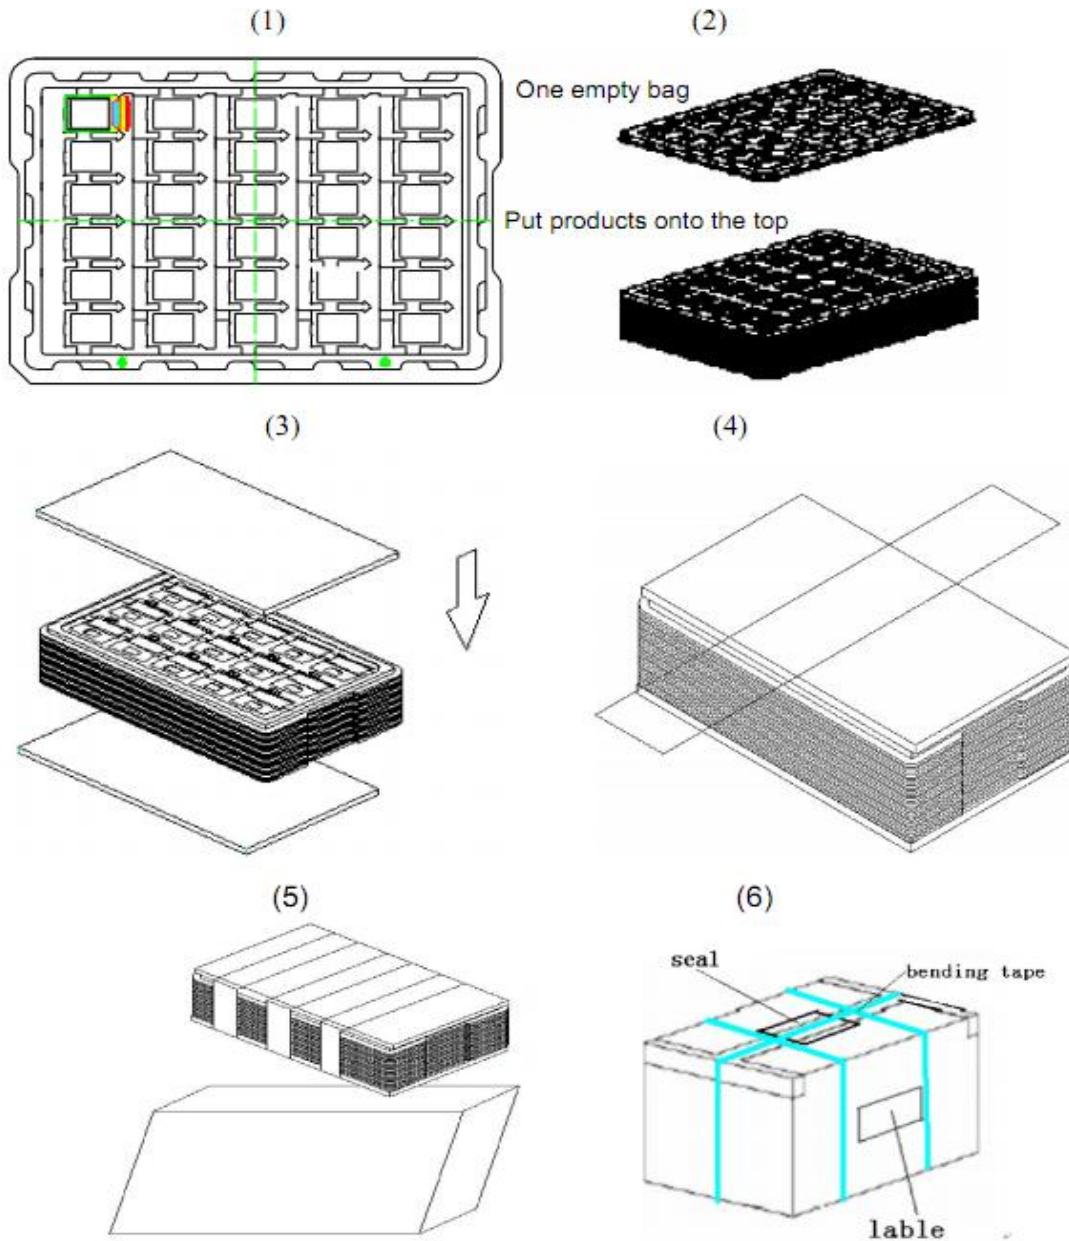 (1)
(2)
One empty bag
Put products onto the top
(3)
(4)
(5)
(6)
seal
bending tape
lable